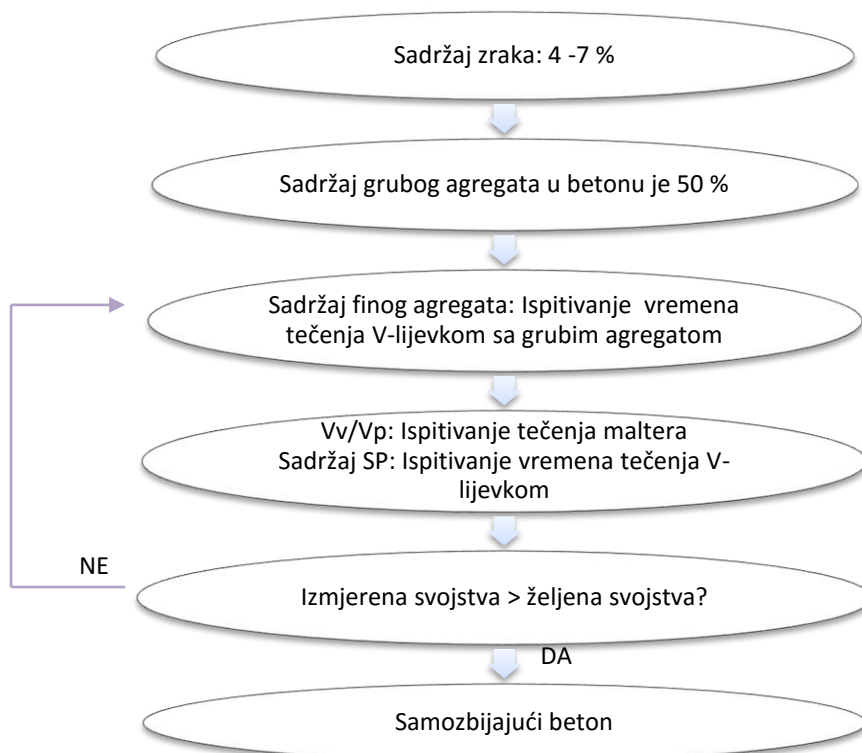 Sadržaj zraka: 4 -7 %
Sadržaj grubog agregata u betonu je 50 %
Sadržaj finog agregata: Ispitivanje vremena
tečenja V-lijevkom sa grubim agregatom
Vv/Vp: Ispitivanje tečenja maltera
Sadržaj SP: Ispitivanje vremena tečenja V-
lijevkom
NE
Izmjerena svojstva > željena svojstva?
DA
Samozbijajući beton